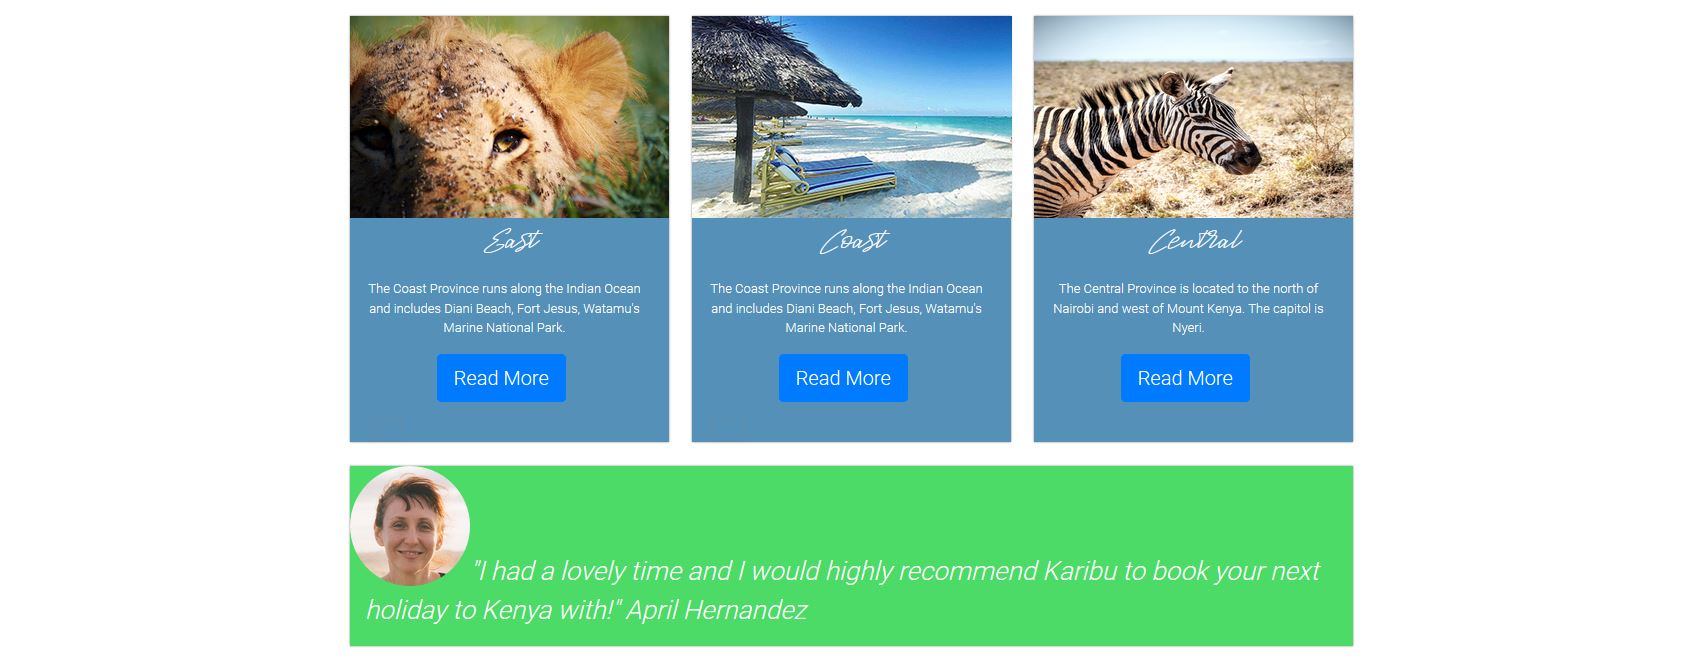 East
The Coast Province runs along the Indian Ocean
and includes Diani Beach, Fort Jesus, Watamu's
Marine National Park.
Read More
Coast
The Coast Province runs along the Indian Ocean
and includes Diani Beach, Fort Jesus, Watamu's
Marine National Park.
Read More
Central
The Central Province is located to the north of
Nairobi and west of Mount Kenya. The capitol is
Nyeri.
Read More
"I had a lovely time and I would highly recommend Karibu to book your next
holiday to Kenya with!" April Hernandez